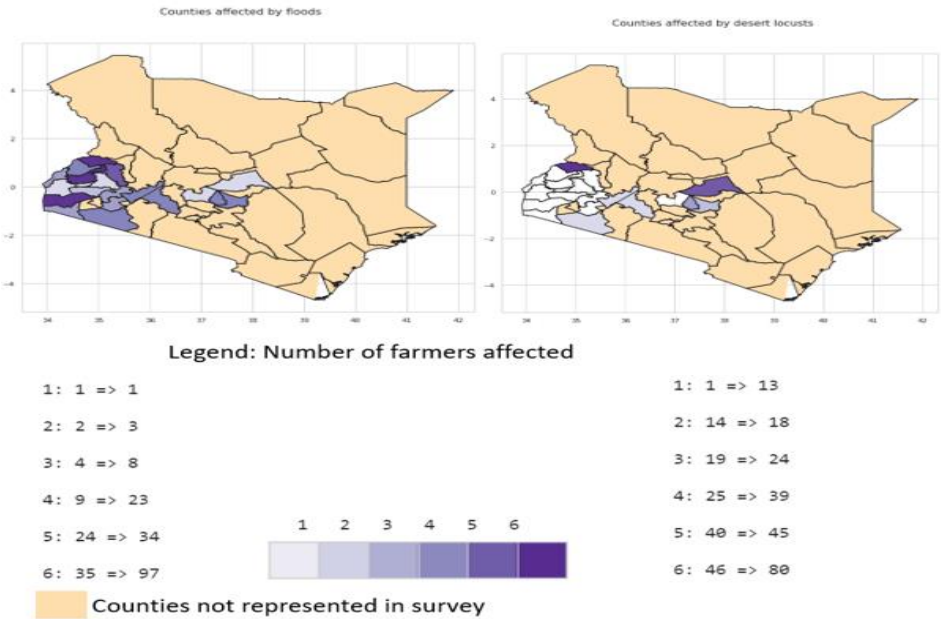 Counties affected by floods
4
2
0
-2
-4
34 35 36 37 38 39 40 41 42
Counties affected by desert locusts
4
2
0
-2
-4
34 35 36 37 38 39 40 41 42
Legend: Number of farmers affected
1: 1 => 1
2: 2 => 3
3: 4 => 8
4: 9 => 23
5: 24 => 34
6: 35 => 97
1 2 3 4 5 6
1: 1 => 13
2: 14 => 18
3: 19 => 24
4: 25 => 39
5: 40 => 45
6: 46 => 80
Counties not represented in survey